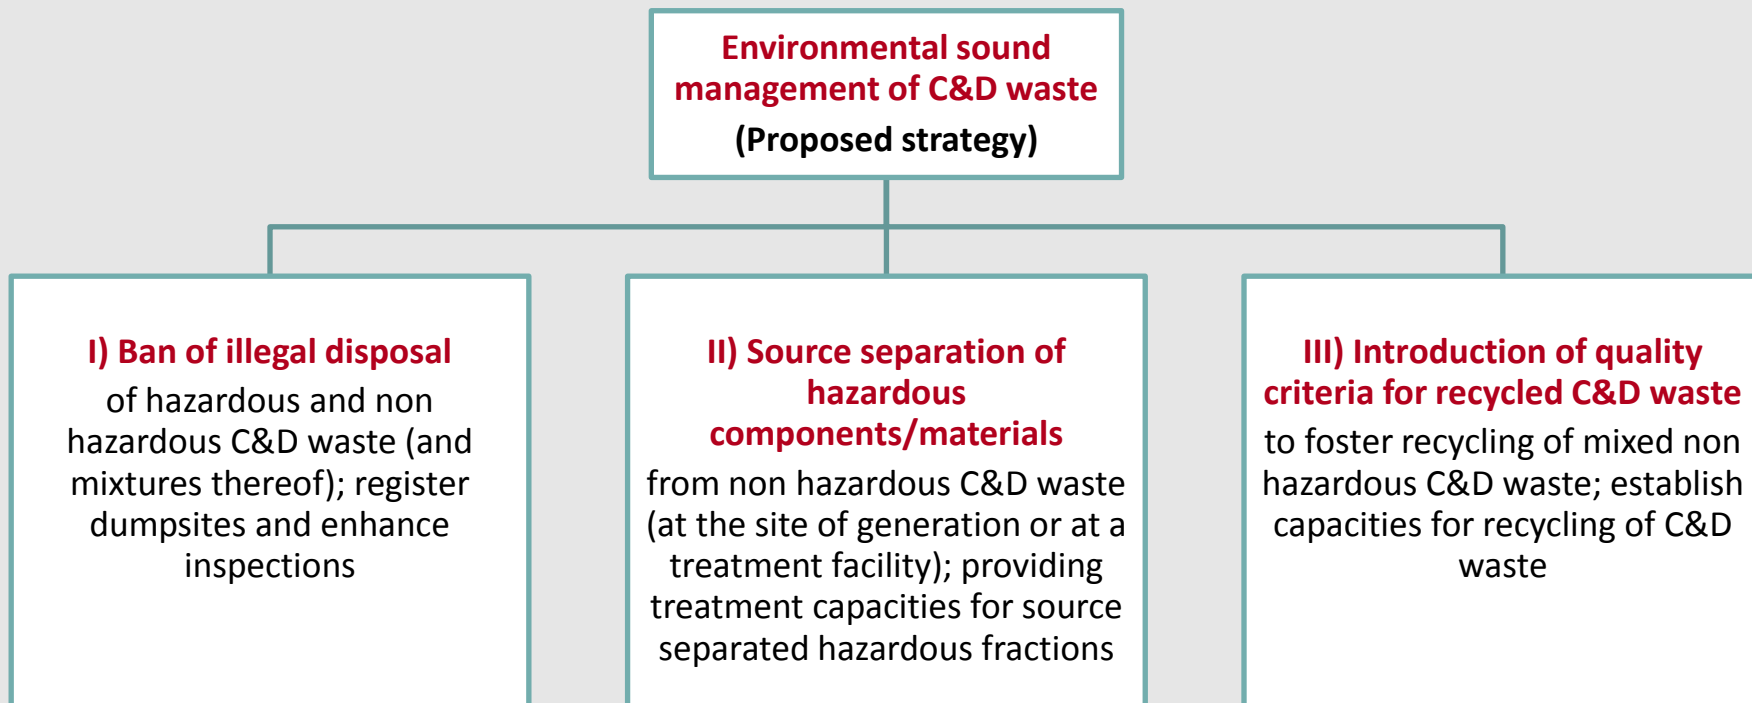 Environmental sound
management of C&D waste
(Proposed strategy)
I) Ban of illegal disposal
of hazardous and non
hazardous C&D waste (and
mixtures thereof); register
dumpsites and enhance
inspections
II) Source separation of
hazardous
components/materials
from non hazardous C&D waste
(at the site of generation or at a
treatment facility); providing
treatment capacities for source
separated hazardous fractions
III) Introduction of quality
criteria for recycled C&D waste
to foster recycling of mixed non
hazardous C&D waste; establish
capacities for recycling of C&D
waste